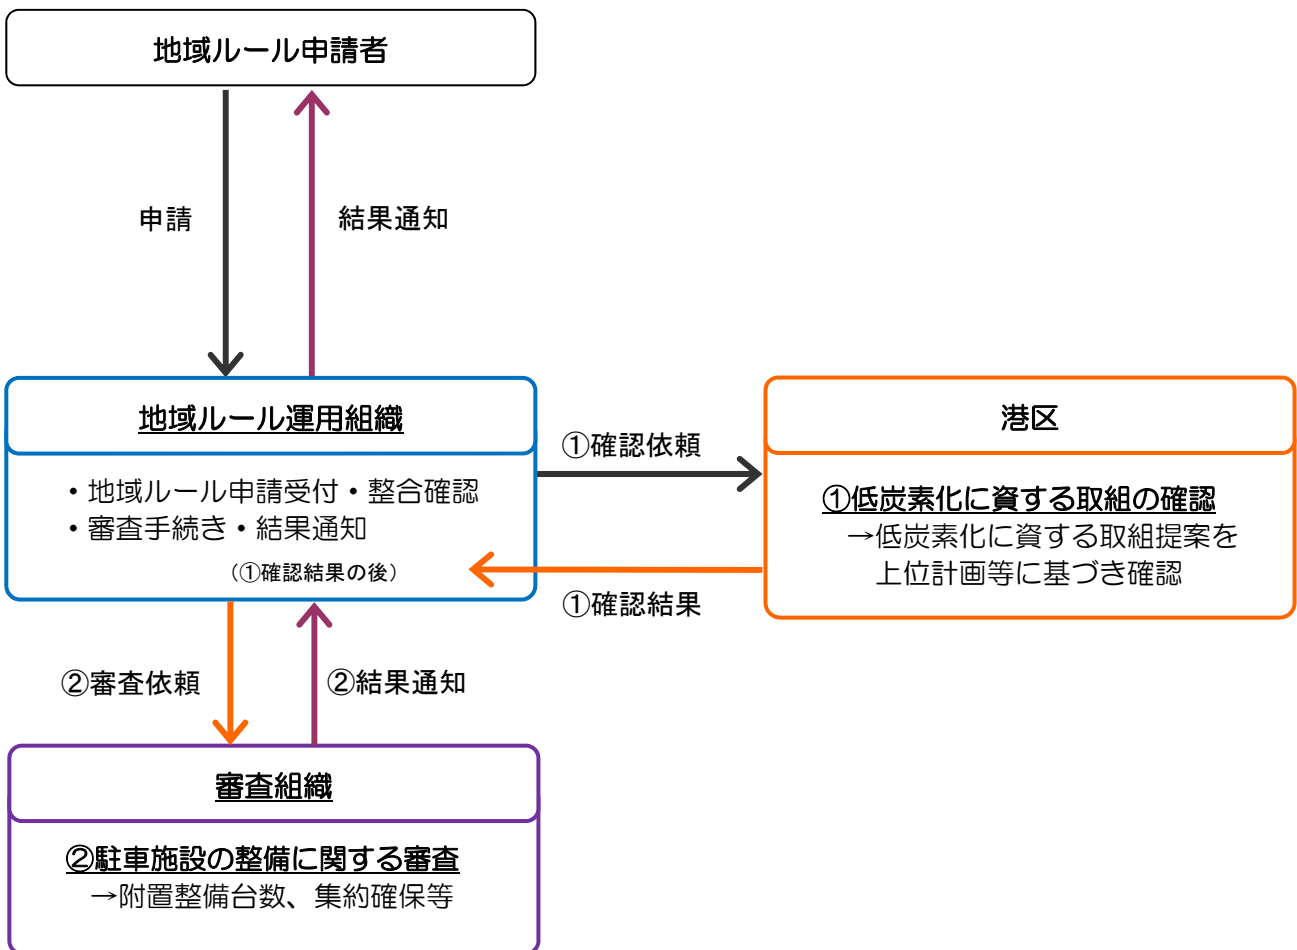 地域ルール申請者
申請
結果通知
地域ルール運用組織
・地域ルール申請受付・整合確認
・審査手続き・結果通知
（①確認結果の後）
①確認依頼
①確認結果
港区
①低炭素化に資する取組の確認
→低炭素化に資する取組提案を
上位計画等に基づき確認
②審査依頼
②結果通知
審査組織
②駐車施設の整備に関する審査
→附置整備台数、集約確保等